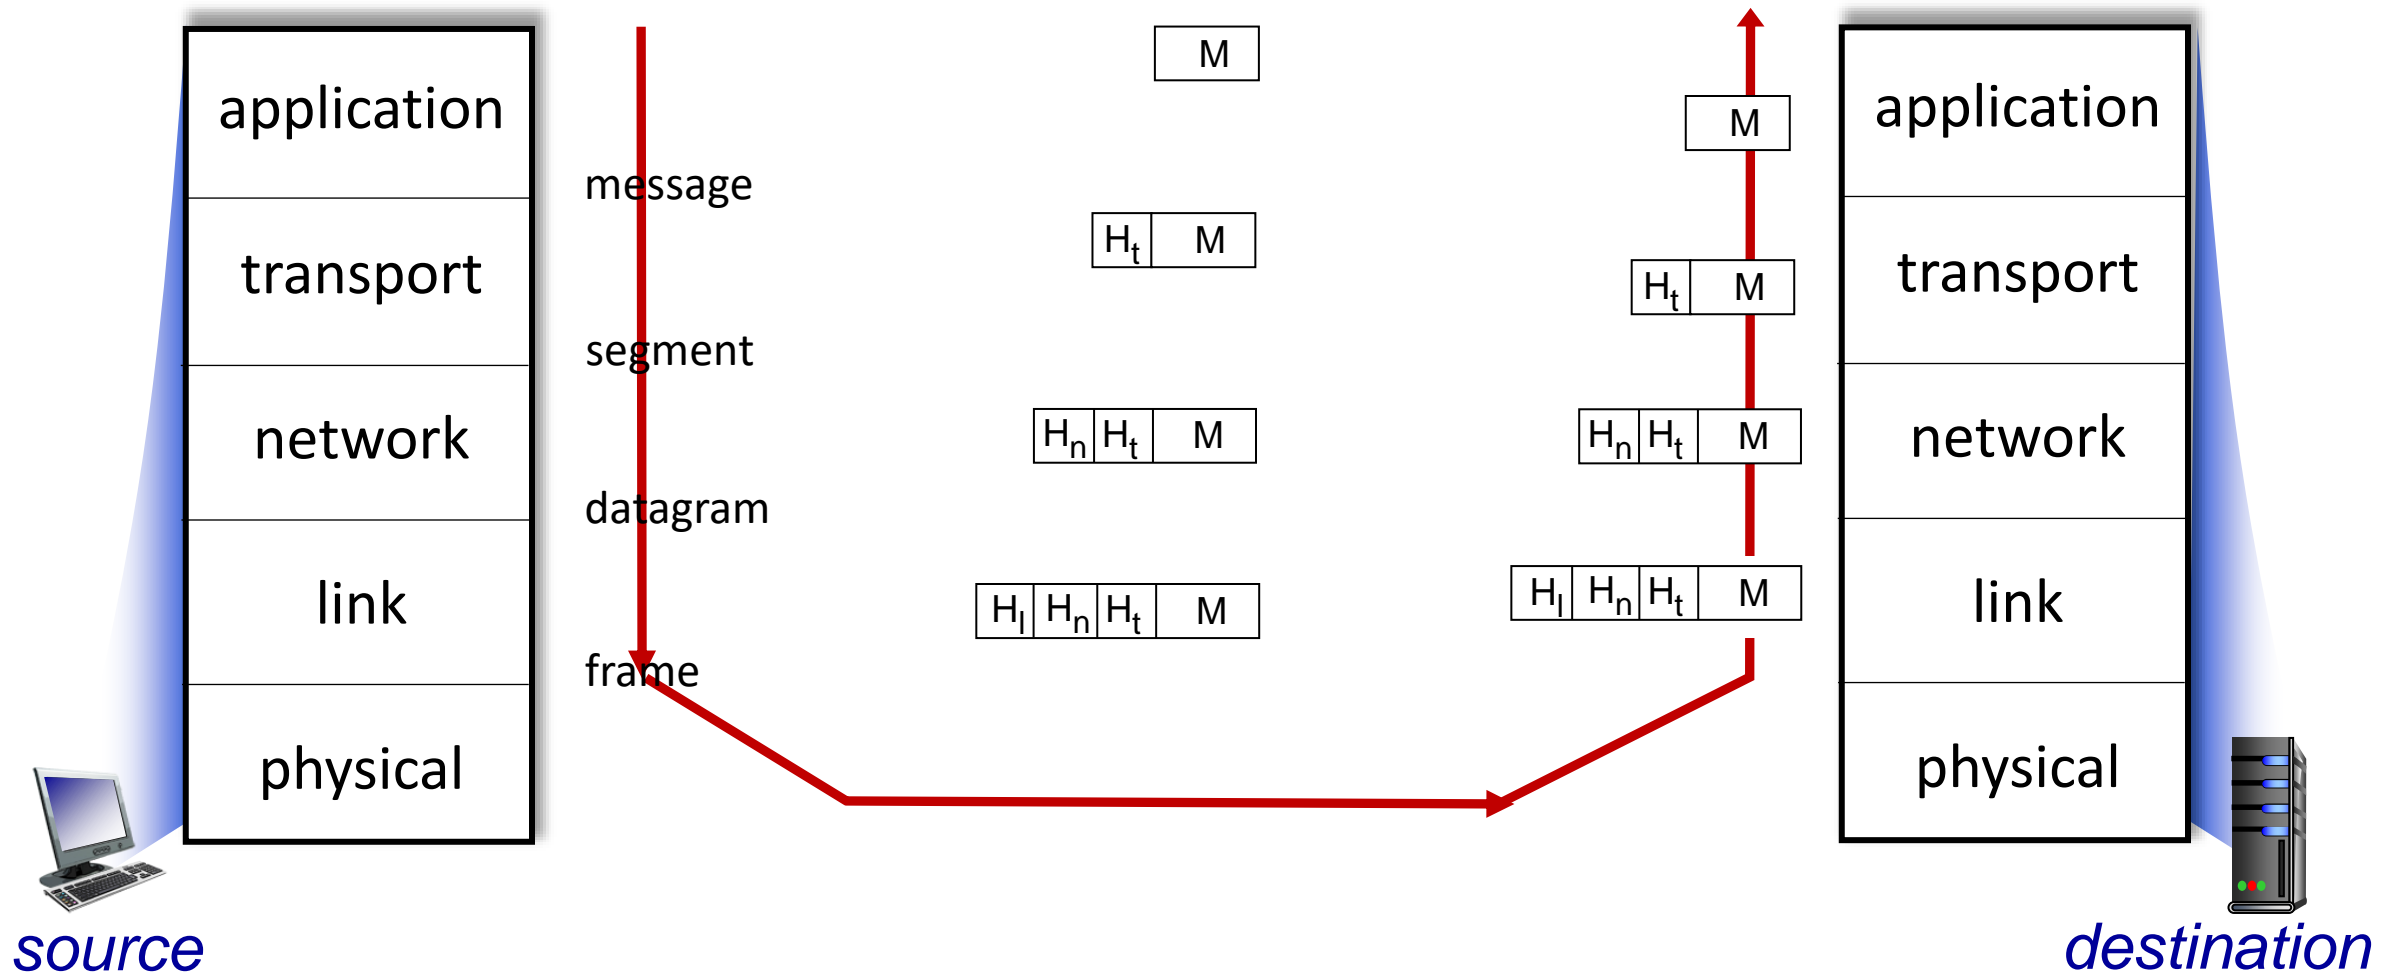 application
transport
network
link
physical
source
message
segment
datagram
frame
M
Ht M
Hn Ht M
Hl Hn Ht M
M
Ht M
Hn Ht M
Hl Hn Ht M
application
transport
network
link
physical
destination